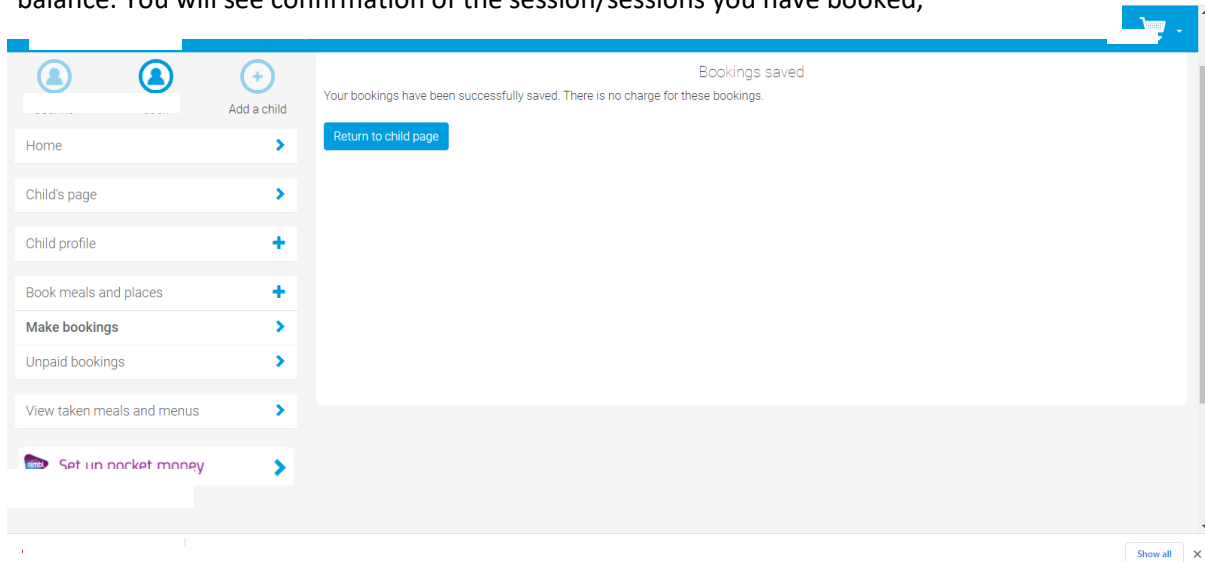 balance. You will see confirmation of the session/sessions you have booked;
Add a child
Home
Child's page
Child profile
Book meals and places
Make bookings
Unpaid bookings
View taken meals and menus
nimbl Set up pocket money
Bookings saved
Your bookings have been successfully saved. There is no charge for these bookings.
Return to child page
Show all